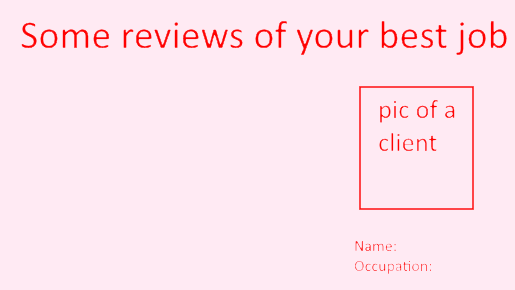 Some reviews of your best job
pic of a
client
Name:
Occupation: